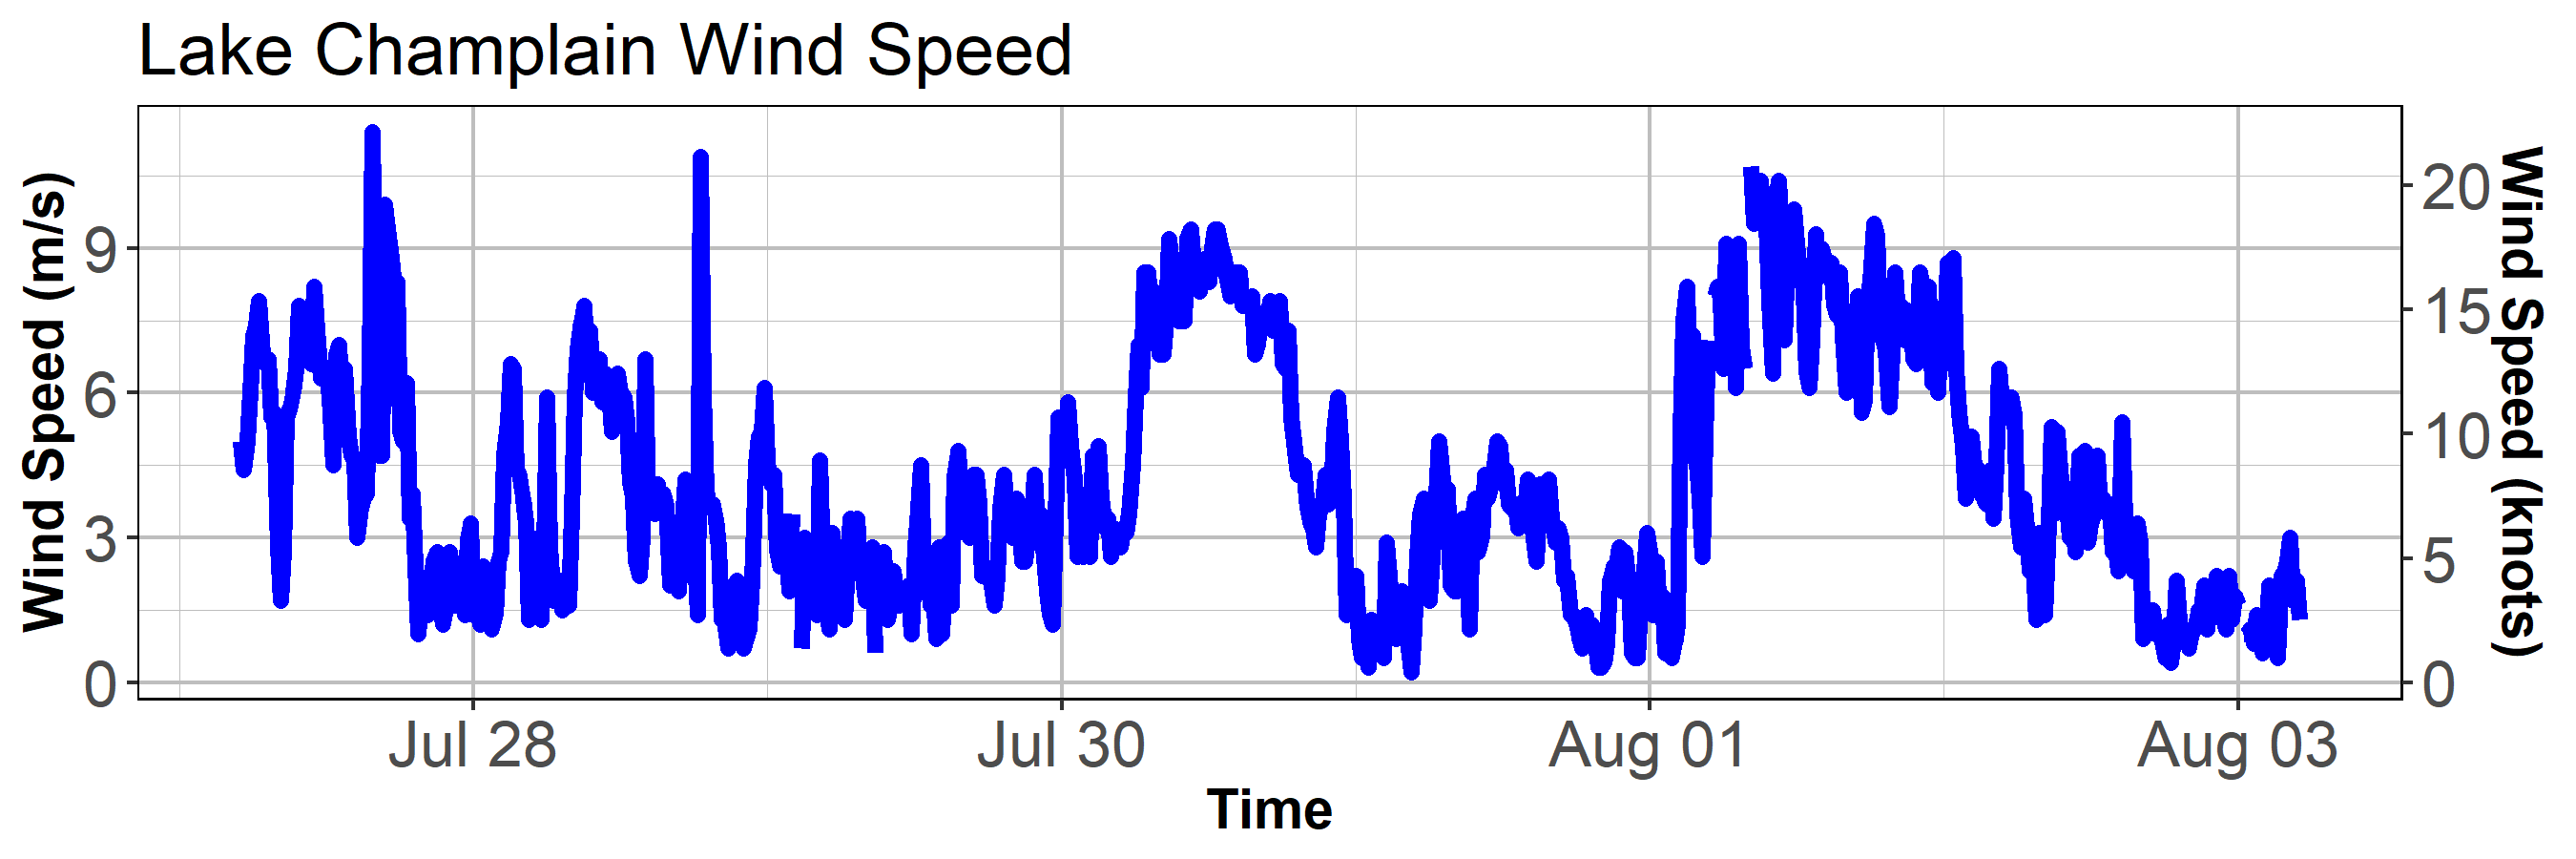 Lake Champlain Wind Speed
Wind Speed (m/s)
9
6
3
0
20
15
10
5
0
Wind Speed (knots)
Jul 28
Jul 30
Aug 01
Aug 03
Time